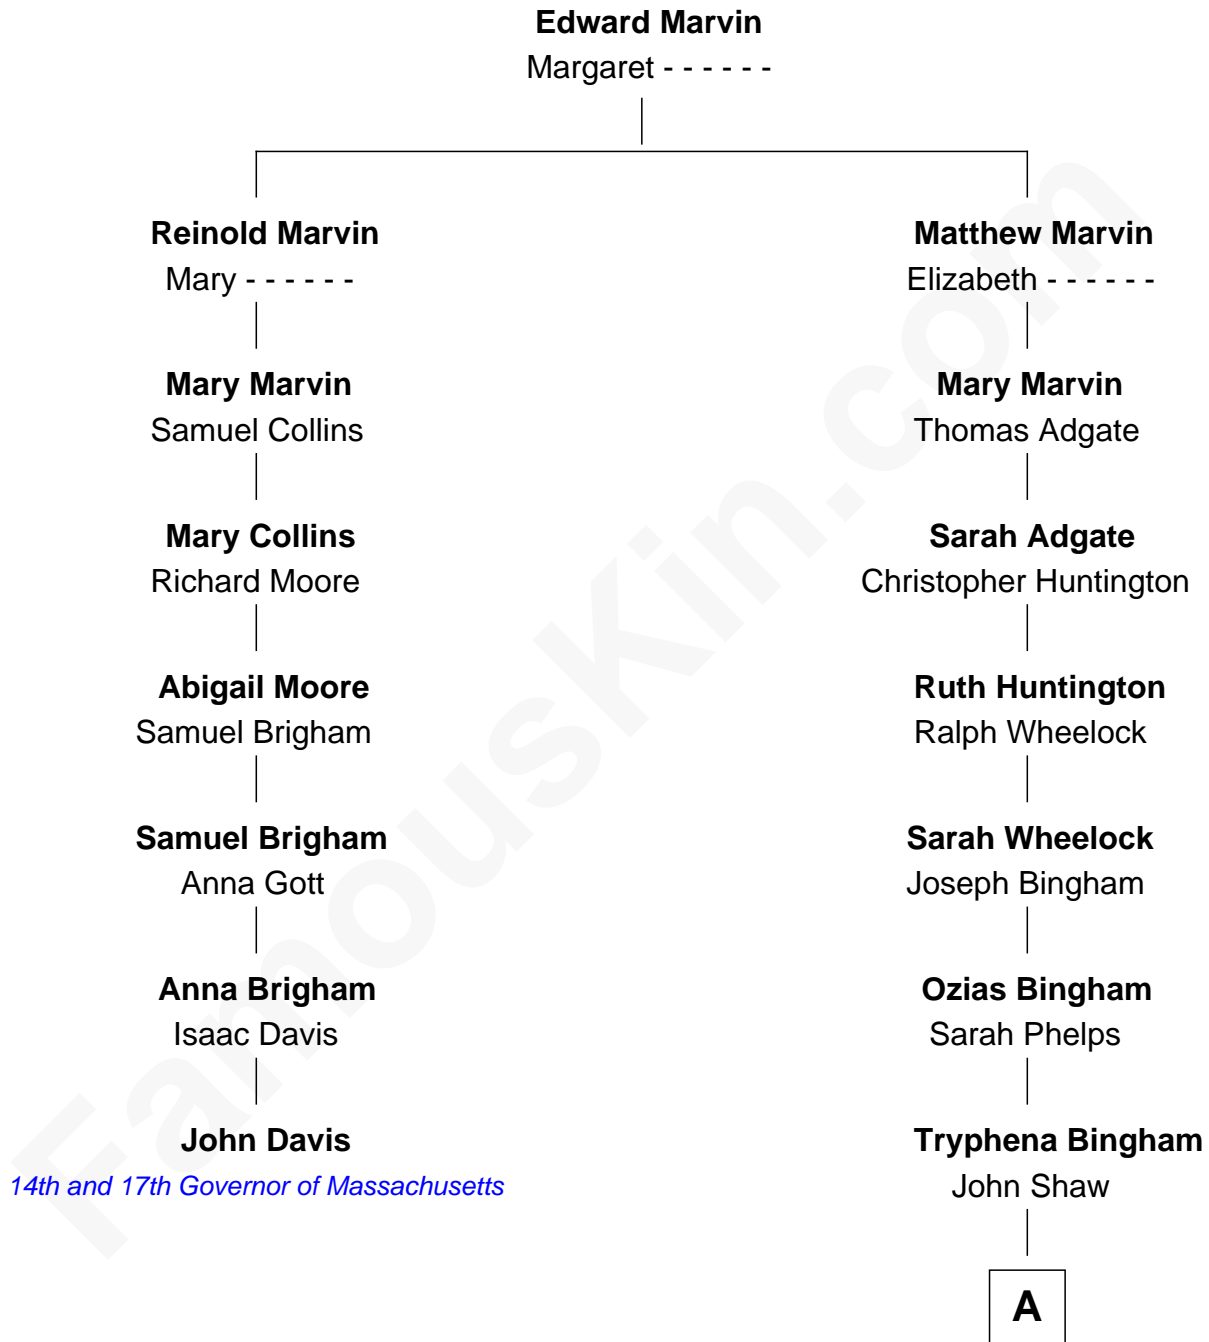 Edward Marvin
Margaret - - - - - -
Reinold Marvin
Mary - - - - - -
Matthew Marvin
Elizabeth - - - - - -
Mary Marvin
Samuel Collins
Mary Marvin
Thomas Adgate
Mary Collins
Richard Moore
Sarah Adgate
Christopher Huntington
Abigail Moore
Samuel Brigham
Ruth Huntington
Ralph Wheelock
Samuel Brigham
Anna Gott
Sarah Wheelock
Joseph Bingham
Anna Brigham
Isaac Davis
Ozias Bingham
Sarah Phelps
John Davis
14th and 17th Governor of Massachusetts
Tryphena Bingham
John Shaw
A
FamousKin.com